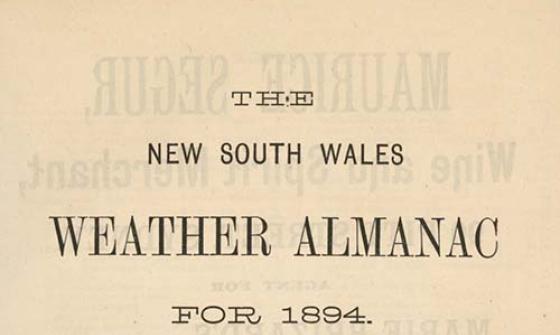 THE
NEW SOUTH WALES
WEATHER ALMANAC
FOR 1894.